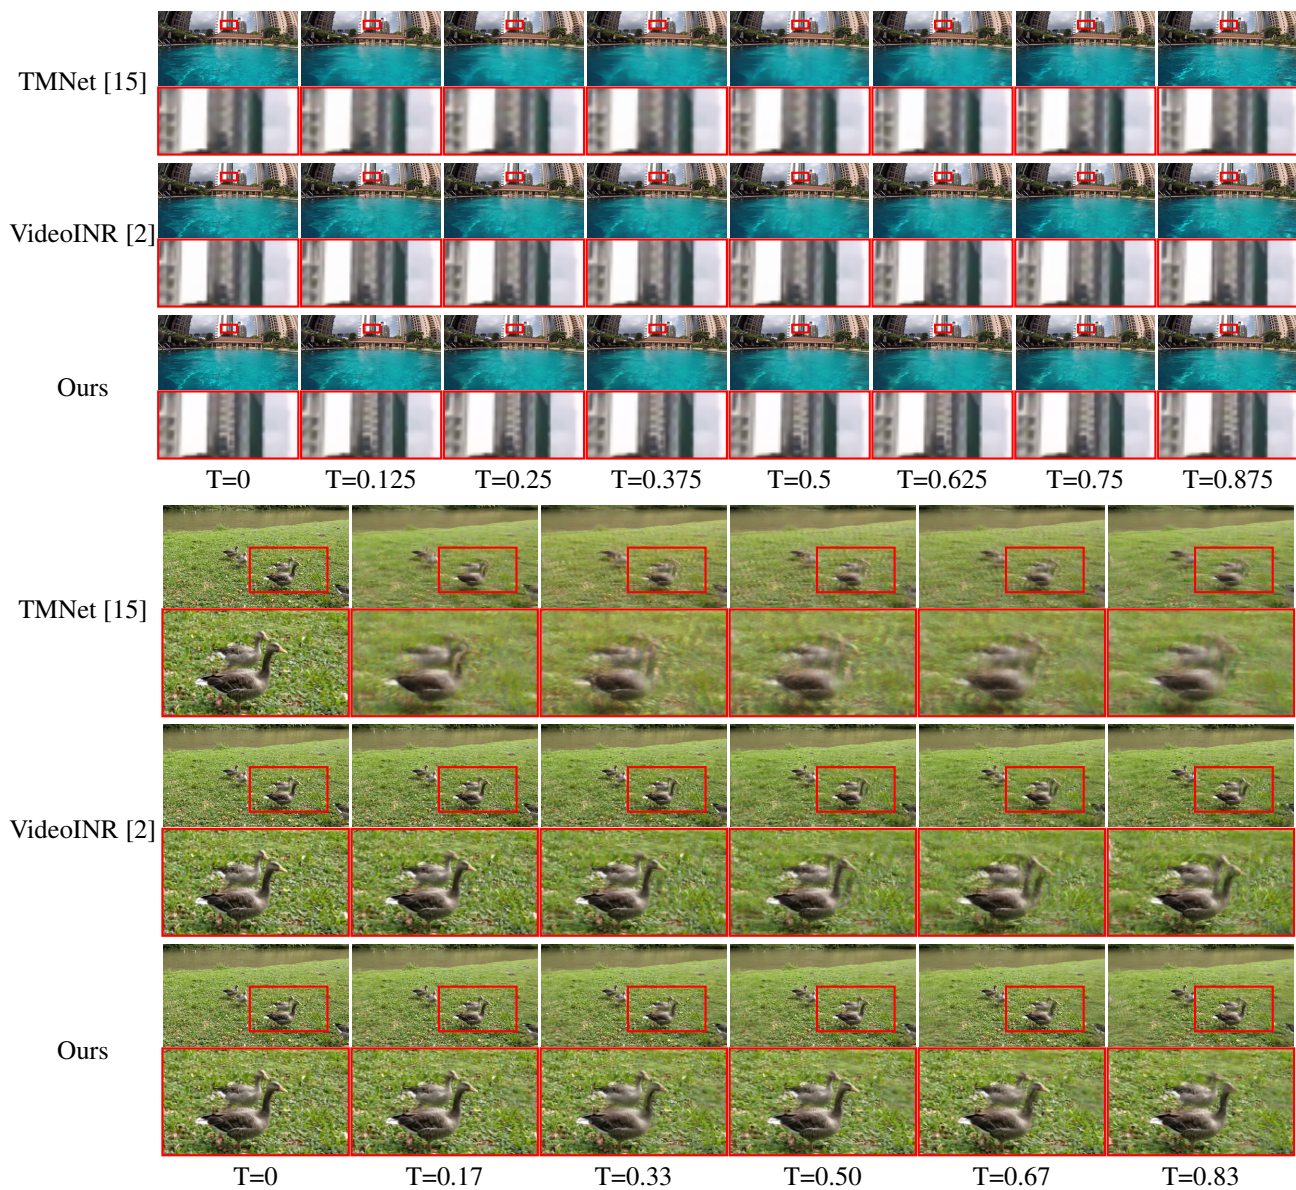 TMNet [15]
VideoINR [2]
Ours
T=0 T=0.125 T=0.25 T=0.375 T=0.5 T=0.625 T=0.75 T=0.875
TMNet [15]
VideoINR [2]
Ours
T=0 T=0.17 T=0.33 T=0.50 T=0.67 T=0.83